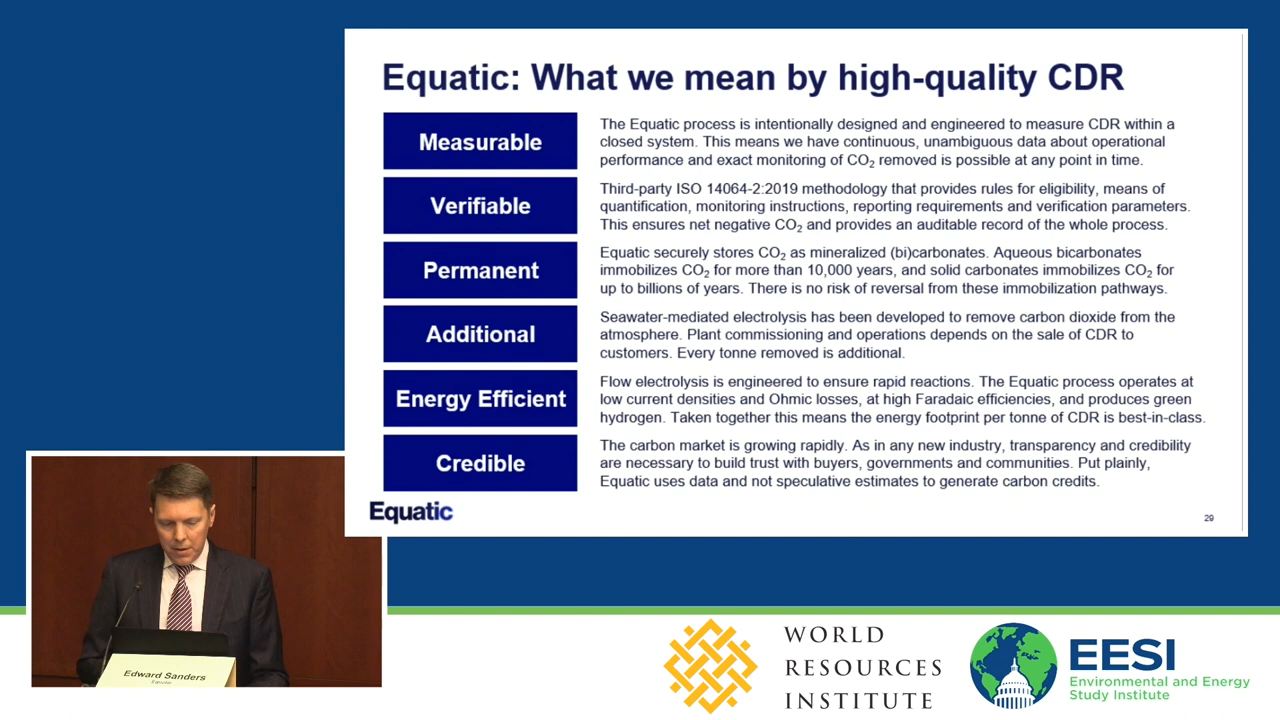 Equatic: What we mean by high-quality CDR
Measurable
The Equatic process is intentionally designed and engineered to measure CDR within a
closed system. This means we have continuous, unambiguous data about operational
performance and exact monitoring of CO₂ removed is possible at any point in time.
Verifiable
Third-party ISO 14064-2:2019 methodology that provides rules for eligibility, means of
quantification, monitoring instructions, reporting requirements and verification parameters.
This ensures net negative CO₂ and provides an auditable record of the whole process.
Permanent
Equatic securely stores CO₂ as mineralized (bi)carbonates. Aqueous bicarbonates
immobilizes CO₂ for more than 10,000 years, and solid carbonates immobilizes CO₂ for
up to billions of years. There is no risk of reversal from these immobilization pathways.
Additional
Seawater-mediated electrolysis has been developed to remove carbon dioxide from the
atmosphere. Plant commissioning and operations depends on the sale of CDR to
customers. Every tonne removed is additional.
Energy Efficient
Flow electrolysis is engineered to ensure rapid reactions. The Equatic process operates at
low current densities and Ohmic losses, at high Faradaic efficiencies, and produces green
hydrogen. Taken together this means the energy footprint per tonne of CDR is best-in-class.
Credible
The carbon market is growing rapidly. As in any new industry, transparency and credibility
are necessary to build trust with buyers, governments and communities. Put plainly,
Equatic uses data and not speculative estimates to generate carbon credits.
Equatic
29
Edward Sanders
Equatic
WORLD
RESOURCES
INSTITUTE
EESI
Environmental and Energy
Study Institute